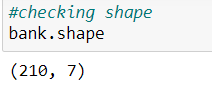 #checking shape
bank.shape
(210, 7)